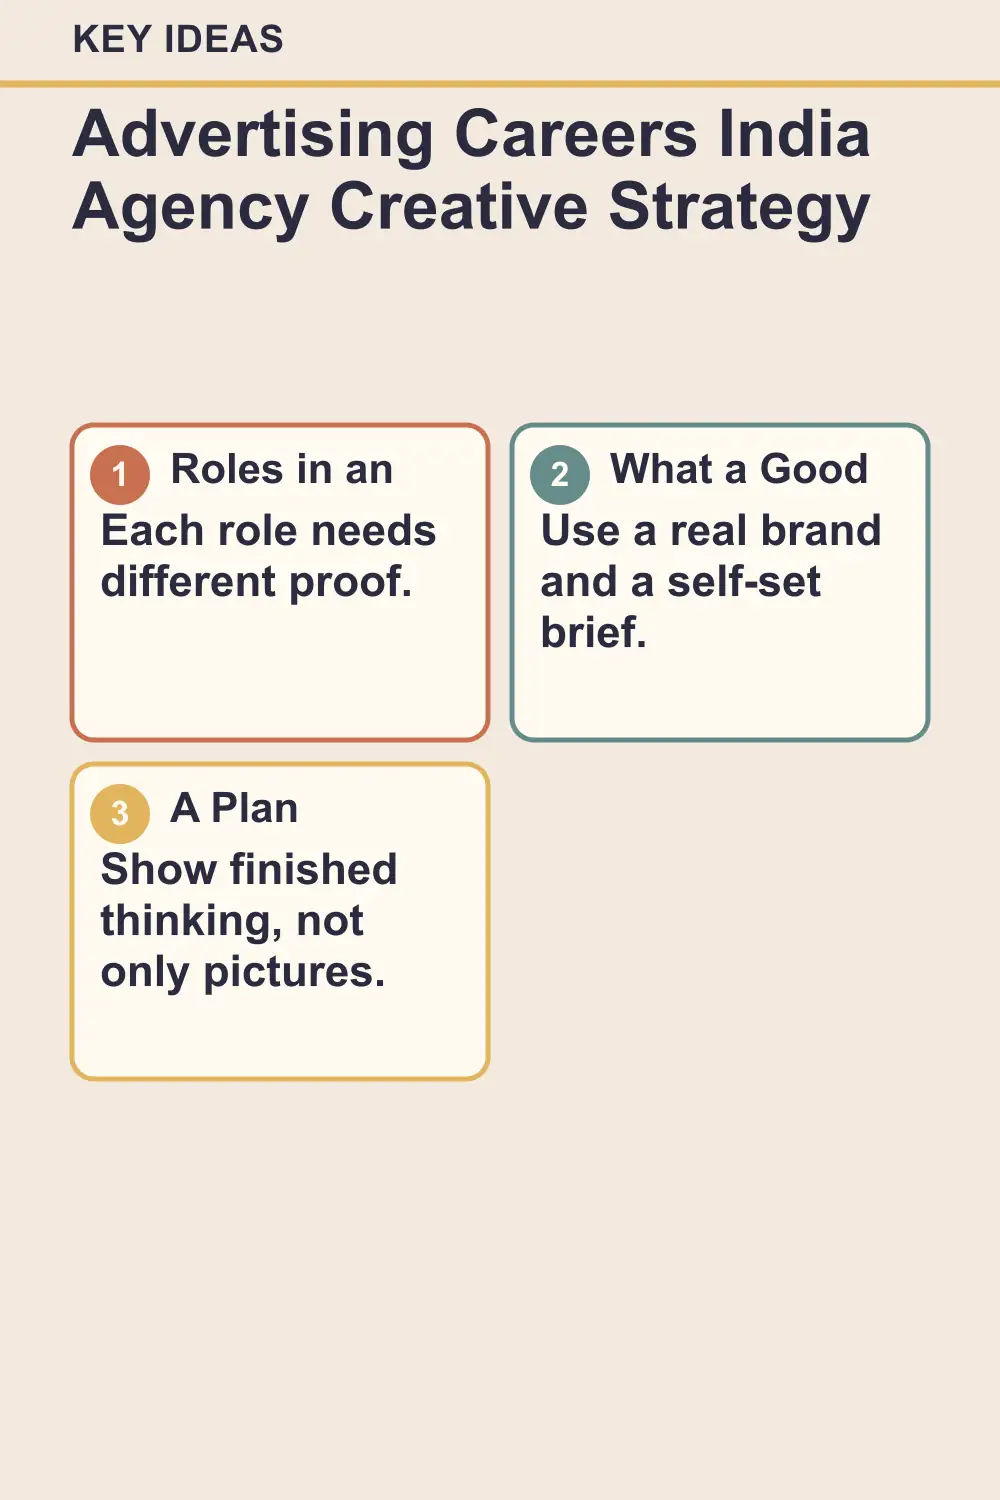 KEY IDEAS
Advertising Careers India
Agency Creative Strategy
1
Roles in an
Each role needs
different proof.
2
What a Good
Use a real brand
and a self-set
brief.
3
A Plan
Show finished
thinking, not
only pictures.